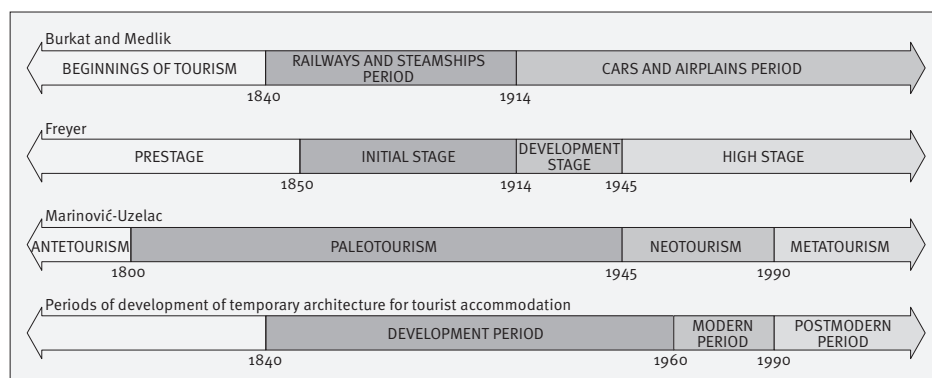 Burkat and Medlik
BEGINNINGS OF TOURISM
RAILWAYS AND STEAMSHIPS
PERIOD
CARS AND AIRPLAINS PERIOD
1840
1914
Freyer
PRESTAGE
INITIAL STAGE
DEVELOPMENT
STAGE
HIGH STAGE
1850
1914
1945
Marinović-Uzelac
ANTETOURISM
PALEOTOURISM
NEOTOURISM
METATOURISM
1800
1945
1990
Periods of development of temporary architecture for tourist accommodation
DEVELOPMENT PERIOD
MODERN
PERIOD
POSTMODERN
PERIOD
1840
1960
1990